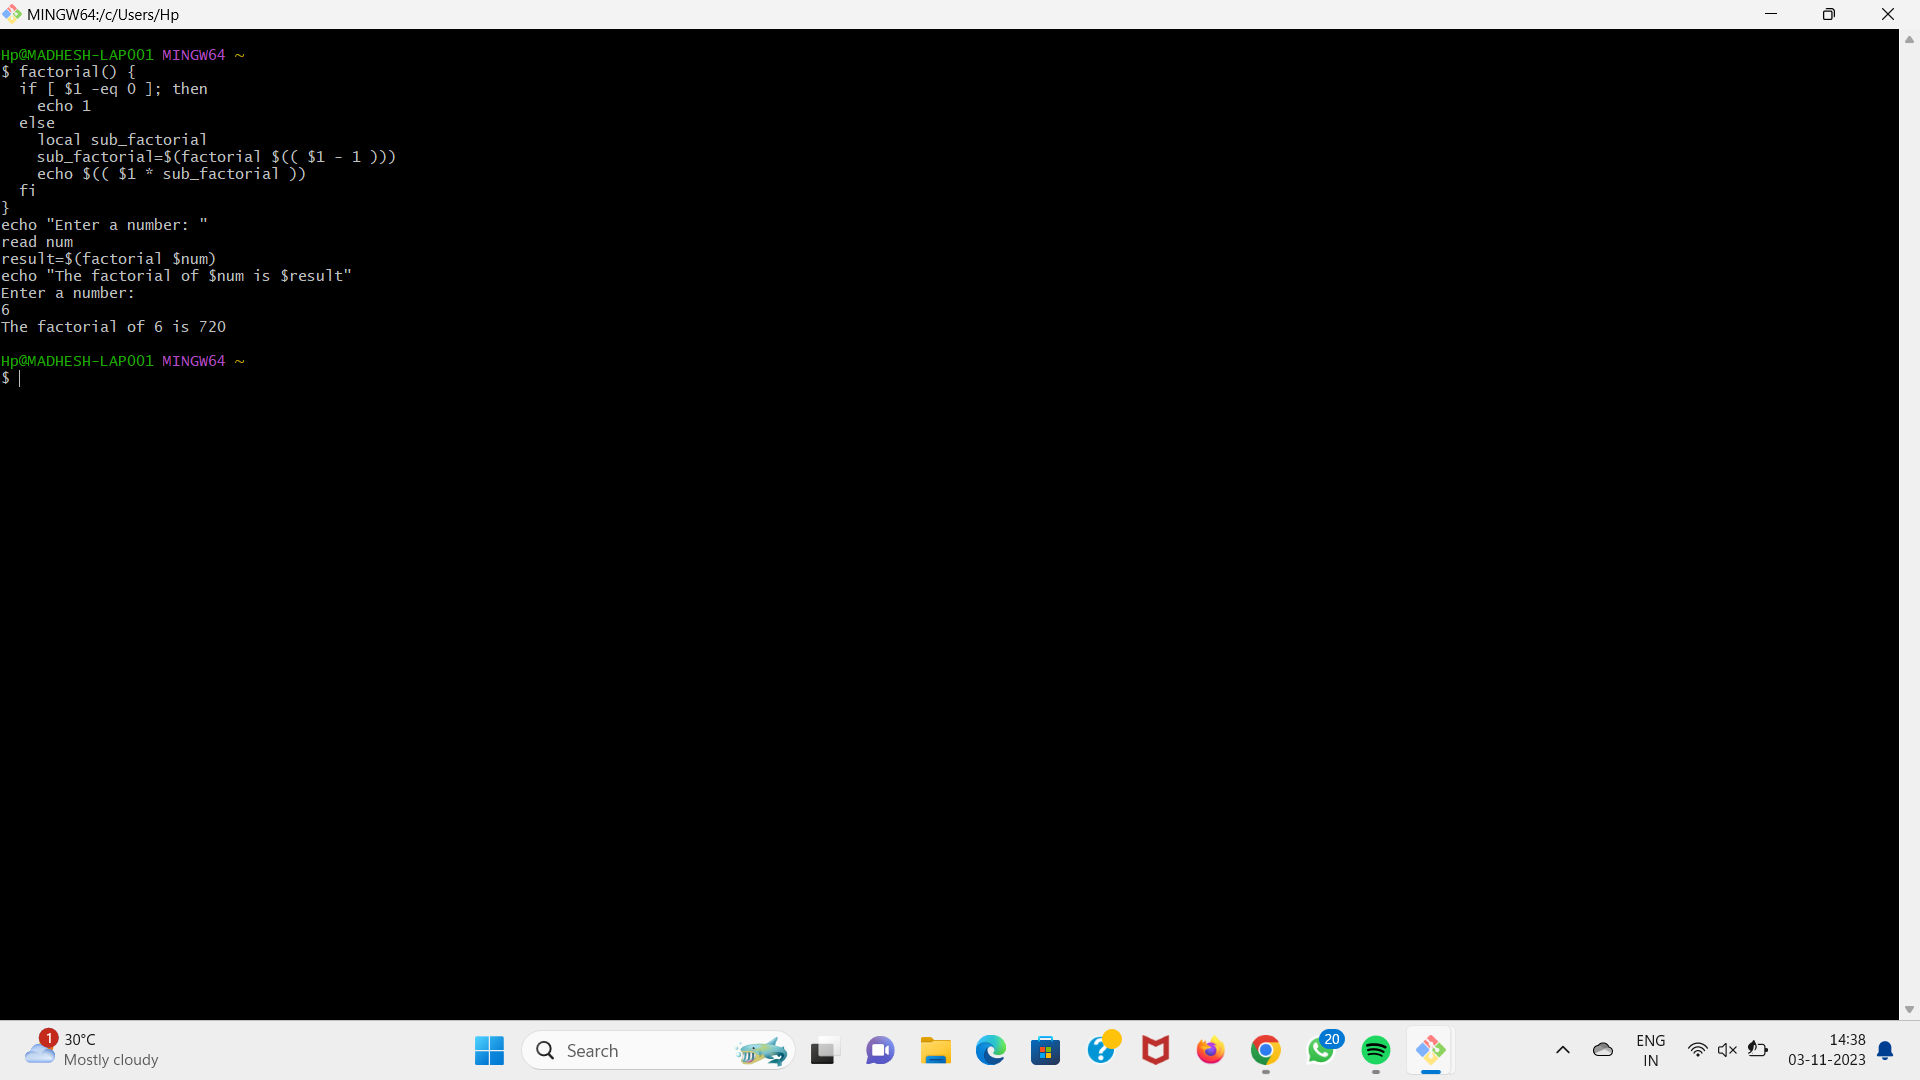 MINGW64:/c/Users/Hp
Hp@MADHESH-LAP001 MINGW64 ~
$ factorial() {
  if [ $1 -eq 0 ]; then
    echo 1
  else
    local sub_factorial
    sub_factorial=$(factorial $(( $1 - 1 )))
    echo $(( $1 * sub_factorial ))
  fi
}
echo "Enter a number: "
read num
result=$(factorial $num)
echo "The factorial of $num is $result"
Enter a number:
6
The factorial of 6 is 720
Hp@MADHESH-LAP001 MINGW64 ~
$
1
30°C
Mostly cloudy
Search
20
ENG
IN
14:38
03-11-2023